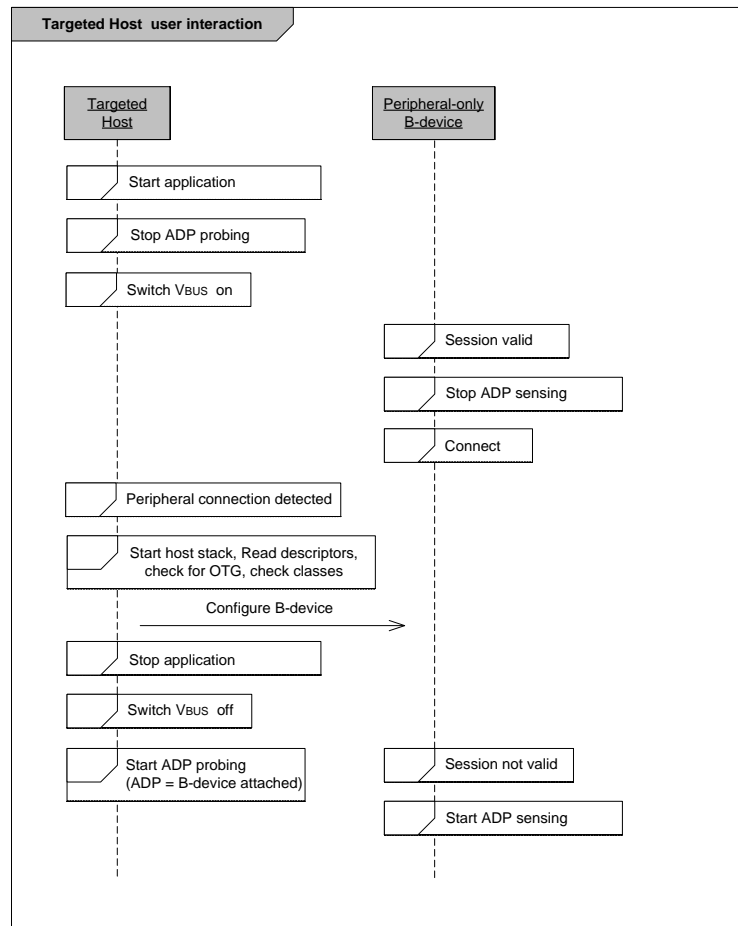 Targeted Host user interaction
Targeted
Host
Peripheral-only
B-device
Start application
Stop ADP probing
Switch VBUS on
Session valid
Stop ADP sensing
Connect
Peripheral connection detected
Start host stack, Read descriptors,
check for OTG, check classes
Configure B-device
Stop application
Switch VBUS off
Start ADP probing
(ADP = B-device attached)
Session not valid
Start ADP sensing